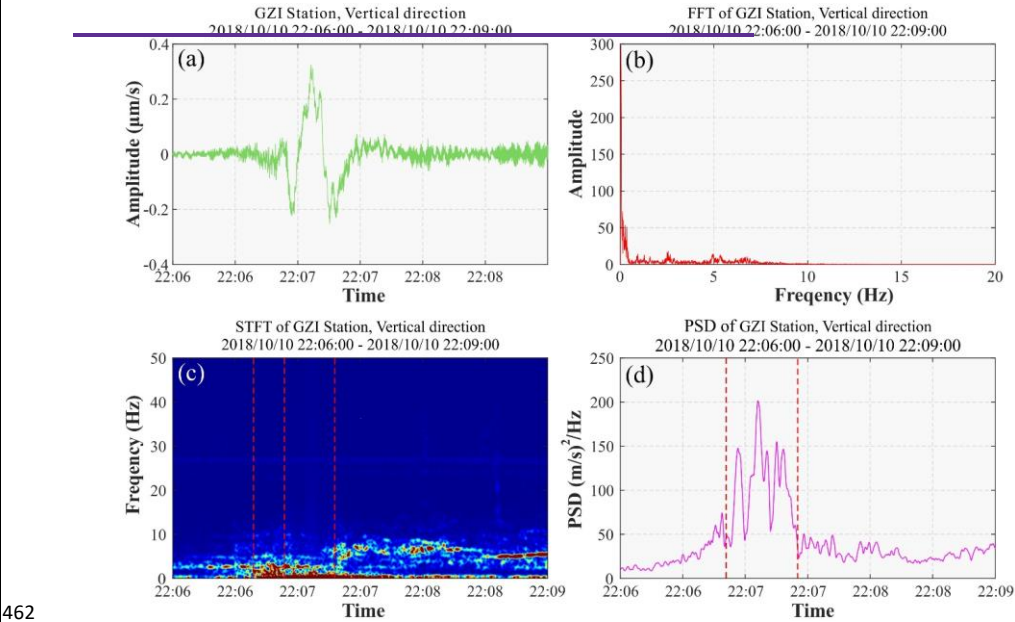 GZI Station, Vertical direction
2018/10/10 22:06:00 - 2018/10/10 22:09:00
(a)
0.4
0.2
0
-0.2
-0.4
Amplitude (μm/s)
22:06 22:06 22:07 22:07 22:08 22:08
Time
FFT of GZI Station, Vertical direction
2018/10/10 22:06:00 - 2018/10/10 22:09:00
(b)
300
250
200
150
100
50
0
Amplitude
0 5 10 15 20
Freqency (Hz)
STFT of GZI Station, Vertical direction
2018/10/10 22:06:00 - 2018/10/10 22:09:00
(c)
50
40
30
20
10
0
Freqency (Hz)
22:06 22:06 22:07 22:07 22:08 22:08 22:09
Time
PSD of GZI Station, Vertical direction
2018/10/10 22:06:00 - 2018/10/10 22:09:00
(d)
250
200
150
100
50
0
PSD (m/s)²/Hz
22:06 22:06 22:07 22:07 22:08 22:08 22:09
Time
462